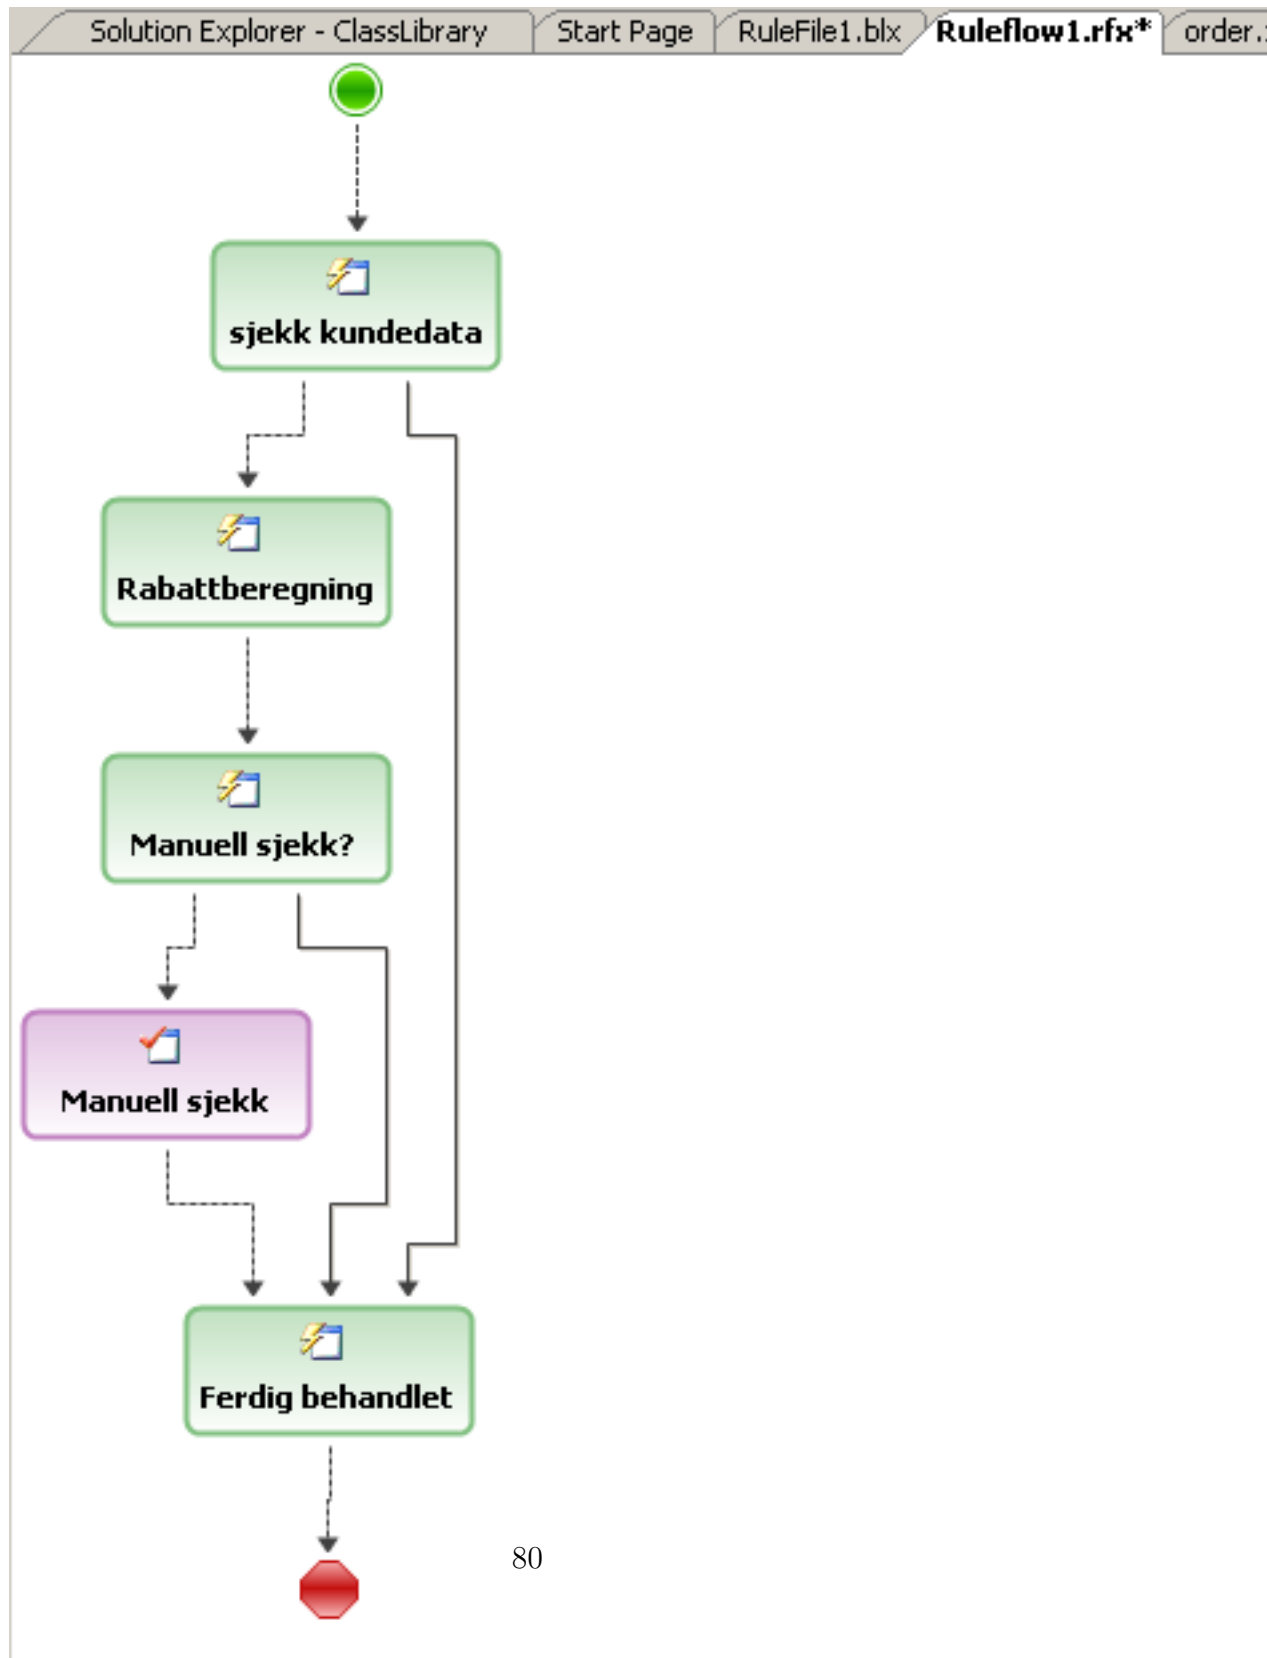 Solution Explorer - ClassLibrary Start Page RuleFile1.blx Ruleflow1.rfx* order.
sjekk kundedata
Rabattberegning
Manuell sjekk?
Manuell sjekk
Ferdig behandlet
80